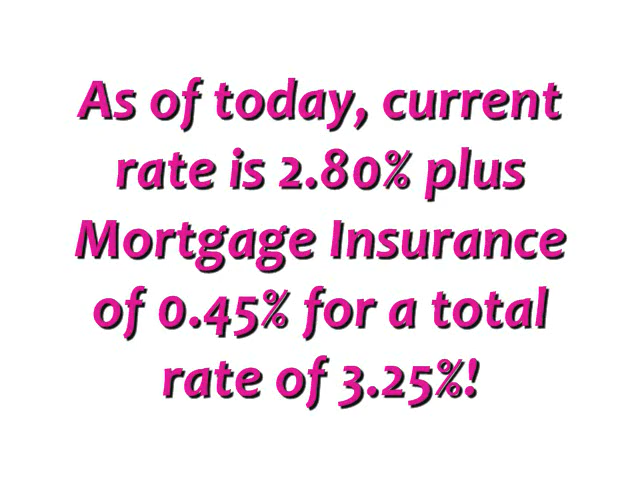 As of today, current
rate is 2.80% plus
Mortgage Insurance
of 0.45% for a total
rate of 3.25%!